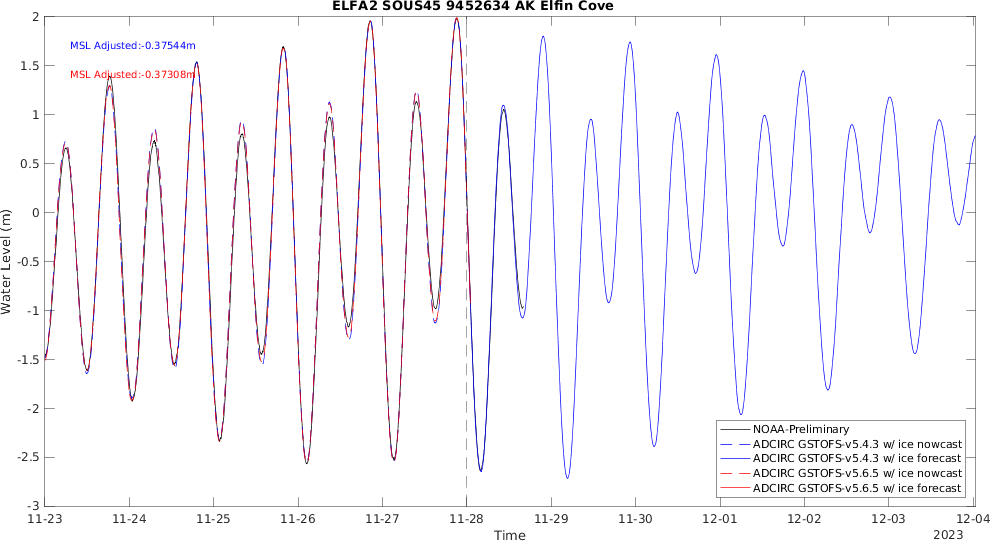 ELFA2 SOUS45 9452634 AK Elfin Cove
2
1.5
1
0.5
0
-0.5
-1
-1.5
-2
-2.5
-3
Water Level (m)
MSL Adjusted:-0.37544m
MSL Adjusted:-0.37308m
NOAA-Preliminary
ADCIRC GSTOFS-v5.4.3 w/ ice nowcast
ADCIRC GSTOFS-v5.4.3 w/ ice forecast
ADCIRC GSTOFS-v5.6.5 w/ ice nowcast
ADCIRC GSTOFS-v5.6.5 w/ ice forecast
11-23 11-24 11-25 11-26 11-27 11-28 11-29 11-30 12-01 12-02 12-03 12-04
Time
2023